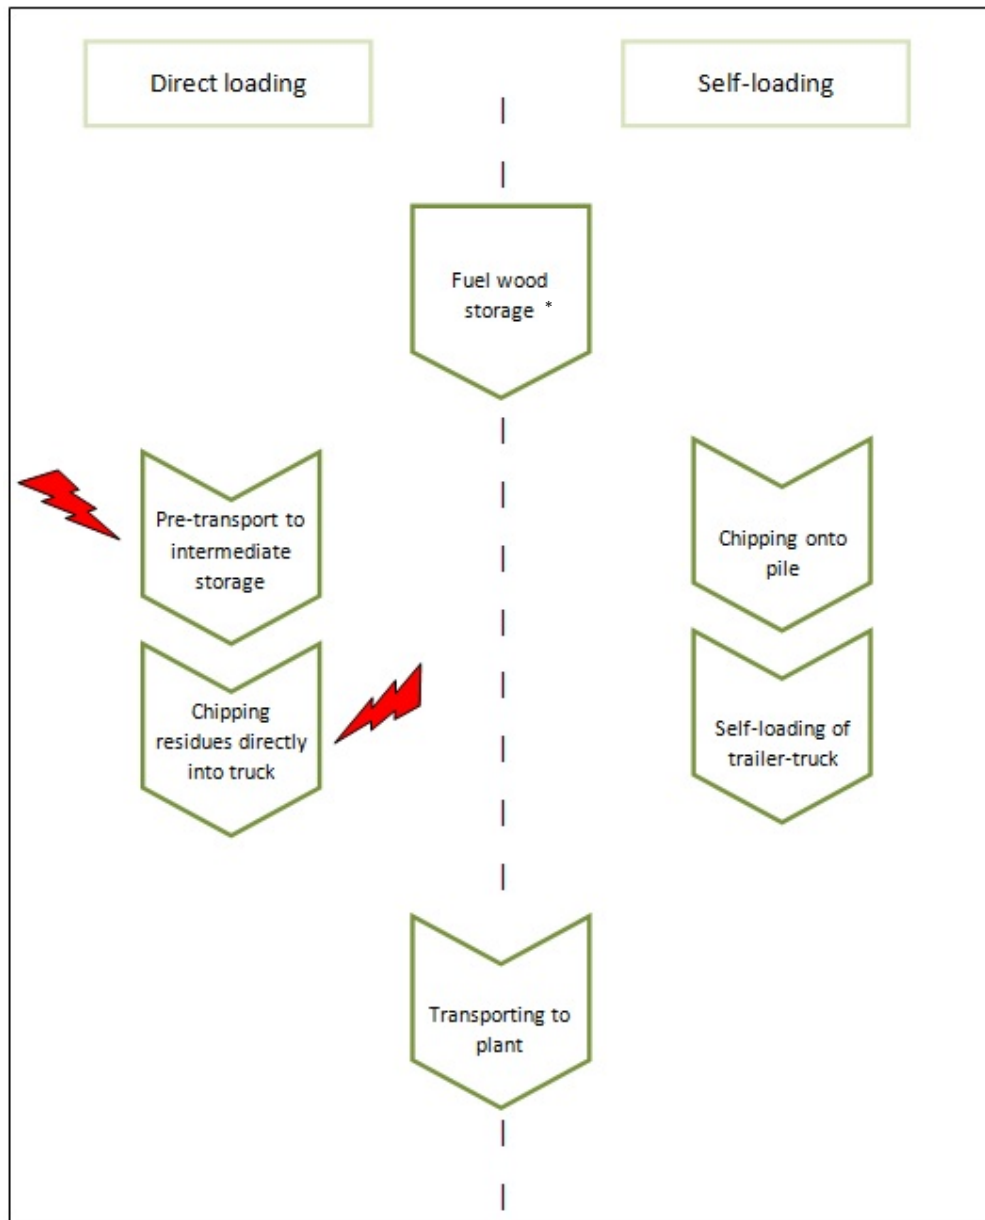 Direct loading
Self-loading
Fuel wood
storage *
Pre-transport to
intermediate
storage
Chipping onto
pile
Chipping
residues directly
into truck
Self-loading of
trailer-truck
Transporting to
plant